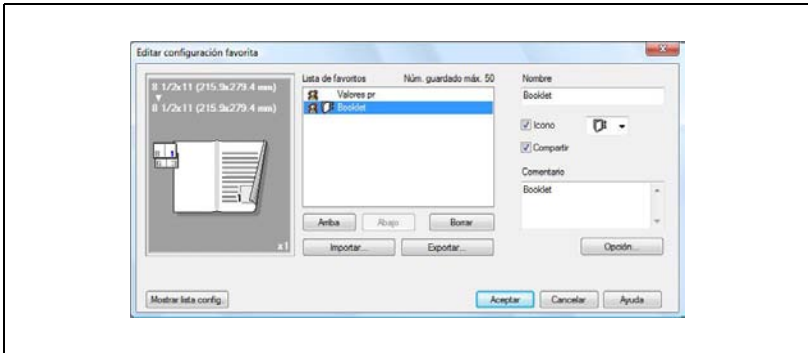 Editar configuración favorita
8 1/2x11 (215.9x279.4 mm)
8 1/2x11 (215.9x279.4 mm)
x1
Lista de favoritos Núm. guardado máx. 50
Valores pr
Booklet
Arriba Abajo Borrar
Importar... Exportar...
Nombre
Booklet
Icono
Compartir
Comentario
Booklet
Opción...
Mostrar lista config. Aceptar Cancelar Ayuda